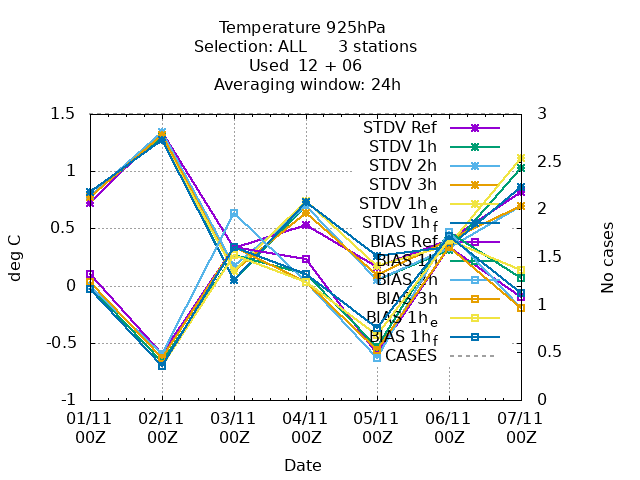 Temperature 925hPa
Selection: ALL 3 stations
Used 12 + 06
Averaging window: 24h
deg C
1.5
1
0.5
0
-0.5
-1
3
2.5
2
1.5
1
0.5
0
No cases
STDV Ref
STDV 1h
STDV 2h
STDV 3h
STDV 1h e
STDV 1h f
BIAS Ref
BIAS 1h
BIAS 2h
BIAS 3h
BIAS 1h e
BIAS 1h f
CASES
01/11 02/11 03/11 04/11 05/11 06/11 07/11
00Z 00Z 00Z 00Z 00Z 00Z 00Z
Date